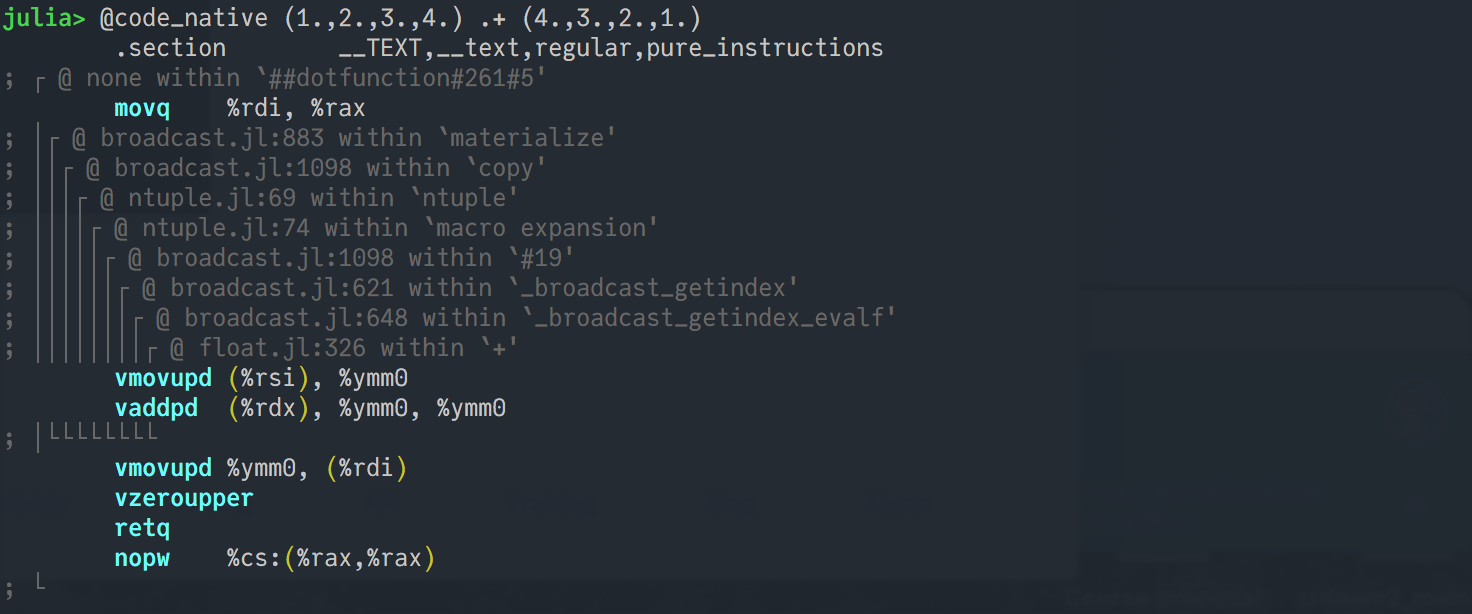 julia> @code_native (1.,2.,3.,4.) .+ (4.,3.,2.,1.)
        .section        __TEXT,__text,regular,pure_instructions
; ┌ @ none within `##dotfunction#261#5'
        movq    %rdi, %rax
; │┌ @ broadcast.jl:883 within `materialize'
; ││┌ @ broadcast.jl:1098 within `copy'
; │││┌ @ ntuple.jl:69 within `ntuple'
; ││││┌ @ ntuple.jl:74 within `macro expansion'
; │││││┌ @ broadcast.jl:1098 within `#19'
; ││││││┌ @ broadcast.jl:621 within `_broadcast_getindex'
; │││││││┌ @ broadcast.jl:648 within `_broadcast_getindex_evalf'
; ││││││││┌ @ float.jl:326 within `+'
        vmovupd (%rsi), %ymm0
        vaddpd  (%rdx), %ymm0, %ymm0
; │└└└└└└└└
        vmovupd %ymm0, (%rdi)
        vzeroupper
        retq
        nopw    %cs:(%rax,%rax)
; └